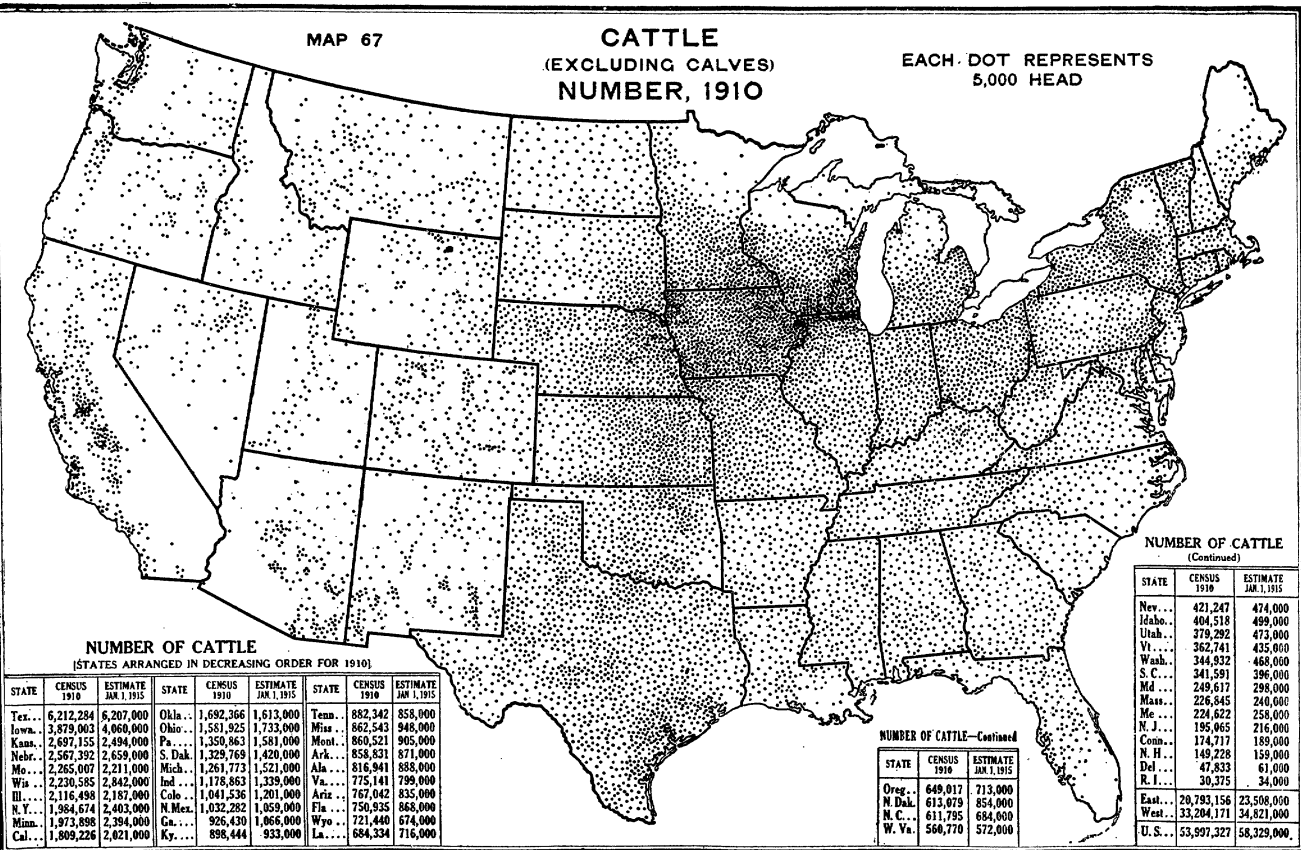 MAP 67
CATTLE
(EXCLUDING CALVES)
NUMBER, 1910
EACH DOT REPRESENTS
5,000 HEAD
NUMBER OF CATTLE
[STATES ARRANGED IN DECREASING ORDER FOR 1910]
STATE CENSUS 1910 ESTIMATE JAN. 1, 1915 STATE CENSUS 1910 ESTIMATE JAN. 1, 1915 STATE CENSUS 1910 ESTIMATE JAN. 1, 1915
Tex... 6,212,284 6,207,000 Okla... 1,692,366 1,613,000 Tenn.. 882,342 858,000
Iowa.. 3,879,003 4,060,000 Ohio.. 1,581,925 1,733,000 Miss.. 862,543 948,000
Kans.. 2,697,155 2,494,000 Pa.... 1,350,863 1,581,000 Mont.. 860,521 905,000
Nebr.. 2,567,392 2,659,000 S. Dak. 1,329,769 1,420,000 Ark... 858,831 871,000
Mo... 2,265,007 2,211,000 Mich.. 1,261,773 1,521,000 Ala... 816,941 888,000
Wis... 2,230,585 2,842,000 Ind... 1,178,863 1,339,000 Va.... 775,141 799,000
Ill.... 2,116,498 2,187,000 Colo.. 1,041,536 1,201,000 Ariz.. 767,042 835,000
N.Y... 1,984,674 2,403,000 N.Mex. 1,032,282 1,059,000 Fla... 750,935 868,000
Minn.. 1,973,898 2,394,000 Ga.... 926,430 1,066,000 Wyo... 721,440 674,000
Cal... 1,809,226 2,021,000 Ky.... 898,444 933,000 La.... 684,334 716,000
NUMBER OF CATTLE—Continued
STATE CENSUS 1910 ESTIMATE JAN. 1, 1915
Oreg.. 649,017 713,000
N. Dak. 613,079 854,000
N. C... 611,795 684,000
W. Va. 560,770 572,000
NUMBER OF CATTLE
(Continued)
STATE CENSUS 1910 ESTIMATE JAN. 1, 1915
Nev... 421,247 474,000
Idaho.. 404,518 499,000
Utah.. 379,292 473,000
Vt.... 362,741 435,000
Wash.. 344,932 468,000
S. C... 341,591 396,000
Md... 249,617 298,000
Mass.. 226,845 240,000
Me... 224,622 258,000
N. J... 195,065 216,000
Conn.. 174,717 189,000
N. H.. 149,228 159,000
Del... 47,833 61,000
R. I... 30,375 34,000
East... 20,793,156 23,508,000
West.. 33,204,171 34,821,000
U. S... 53,997,327 58,329,000